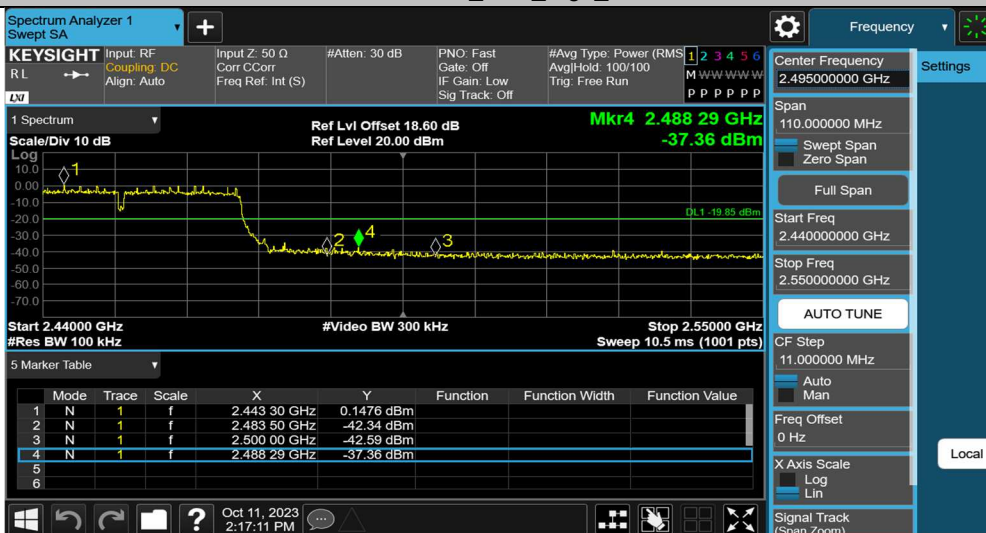 Spectrum Analyzer 1
Swept SA
+
Frequency
KEYSIGHT
RL
LXI
Input: RF
Coupling: DC
Align: Auto
Input Z: 50 Ω
Corr CCorr
Freq Ref: Int (S)
#Atten: 30 dB
PNO: Fast
Gate: Off
IF Gain: Low
Sig Track: Off
#Avg Type: Power (RMS
Avg|Hold: 100/100
Trig: Free Run
1 2 3 4 5 6
M W W W W W
P P P P P P
1 Spectrum
Scale/Div 10 dB
Ref Lvl Offset 18.60 dB
Ref Level 20.00 dBm
Mkr4 2.488 29 GHz
-37.36 dBm
Log
10.0
0.00
-10.0
-20.0
-30.0
-40.0
-50.0
-60.0
-70.0
1
2
4
3
DL1 -19.85 dBm
Start 2.44000 GHz
#Res BW 100 kHz
#Video BW 300 kHz
Stop 2.55000 GHz
Sweep 10.5 ms (1001 pts)
5 Marker Table
Mode Trace Scale X Y Function Function Width Function Value
1 N 1 f 2.443 30 GHz 0.1476 dBm
2 N 1 f 2.483 50 GHz -42.34 dBm
3 N 1 f 2.500 00 GHz -42.59 dBm
4 N 1 f 2.488 29 GHz -37.36 dBm
5
6
?
Oct 11, 2023
2:17:11 PM
Center Frequency
2.495000000 GHz
Span
110.000000 MHz
Swept Span
Zero Span
Full Span
Start Freq
2.440000000 GHz
Stop Freq
2.550000000 GHz
AUTO TUNE
CF Step
11.000000 MHz
Auto
Man
Freq Offset
0 Hz
X Axis Scale
Log
Lin
Signal Track
(Span Zoom)
Settings
Local